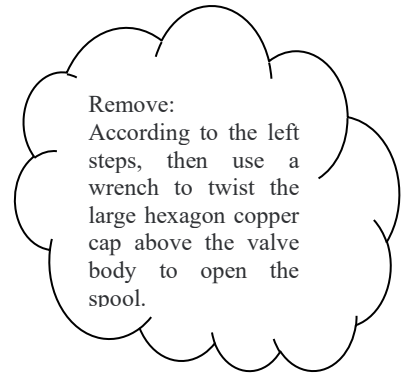 Remove:
According to the left
steps, then use a
wrench to twist the
large hexagon copper
cap above the valve
body to open the
spool.